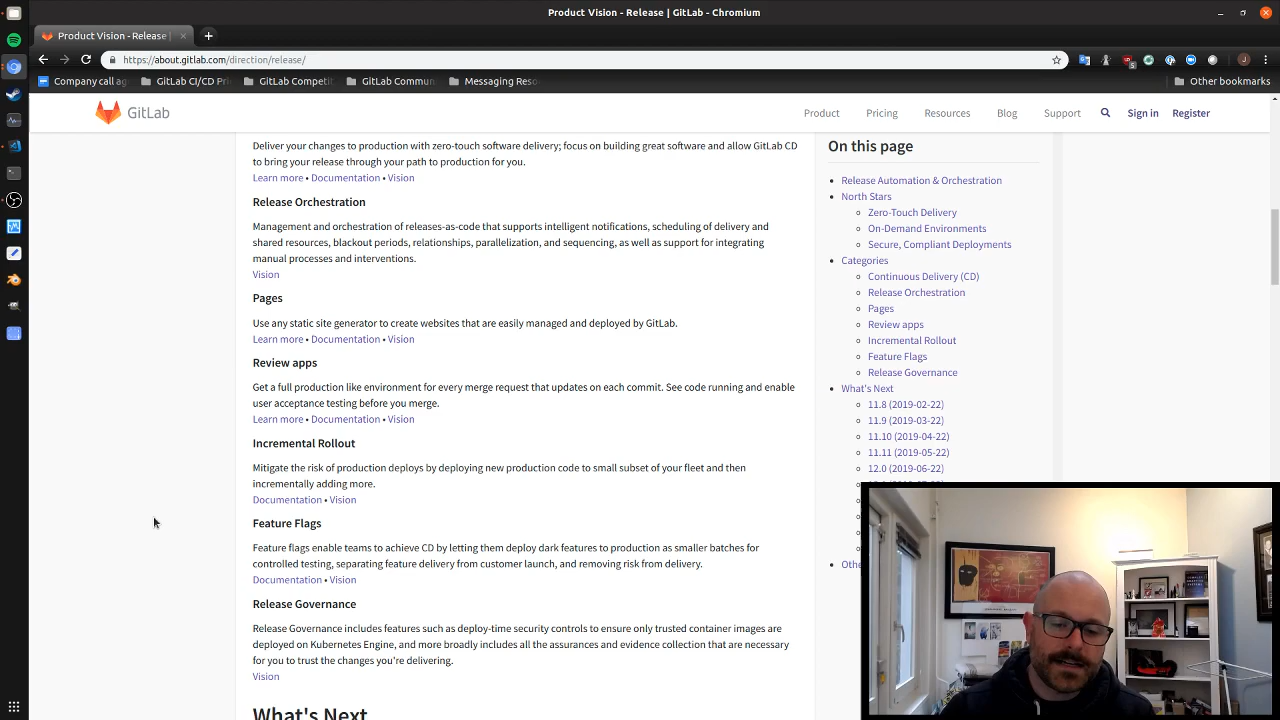 Product Vision - Release | GitLab - Chromium
Product Vision - Release |
https://about.gitlab.com/direction/release/
Company call age
GitLab CI/CD Pri
GitLab Competit
GitLab Commun
Messaging Reso
Other bookmarks
GitLab
Product
Pricing
Resources
Blog
Support
Sign in
Register
Deliver your changes to production with zero-touch software delivery; focus on building great software and allow GitLab CD
to bring your release through your path to production for you.
Learn more • Documentation • Vision
Release Orchestration
Management and orchestration of releases-as-code that supports intelligent notifications, scheduling of delivery and
shared resources, blackout periods, relationships, parallelization, and sequencing, as well as support for integrating
manual processes and interventions.
Vision
Pages
Use any static site generator to create websites that are easily managed and deployed by GitLab.
Learn more • Documentation • Vision
Review apps
Get a full production like environment for every merge request that updates on each commit. See code running and enable
user acceptance testing before you merge.
Learn more • Documentation • Vision
Incremental Rollout
Mitigate the risk of production deploys by deploying new production code to small subset of your fleet and then
incrementally adding more.
Documentation • Vision
Feature Flags
Feature flags enable teams to achieve CD by letting them deploy dark features to production as smaller batches for
controlled testing, separating feature delivery from customer launch, and removing risk from delivery.
Documentation • Vision
Release Governance
Release Governance includes features such as deploy-time security controls to ensure only trusted container images are
deployed on Kubernetes Engine, and more broadly includes all the assurances and evidence collection that are necessary
for you to trust the changes you're delivering.
Vision
What's Next
On this page
Release Automation & Orchestration
North Stars
Zero-Touch Delivery
On-Demand Environments
Secure, Compliant Deployments
Categories
Continuous Delivery (CD)
Release Orchestration
Pages
Review apps
Incremental Rollout
Feature Flags
Release Governance
What's Next
11.8 (2019-02-22)
11.9 (2019-03-22)
11.10 (2019-04-22)
11.11 (2019-05-22)
12.0 (2019-06-22)